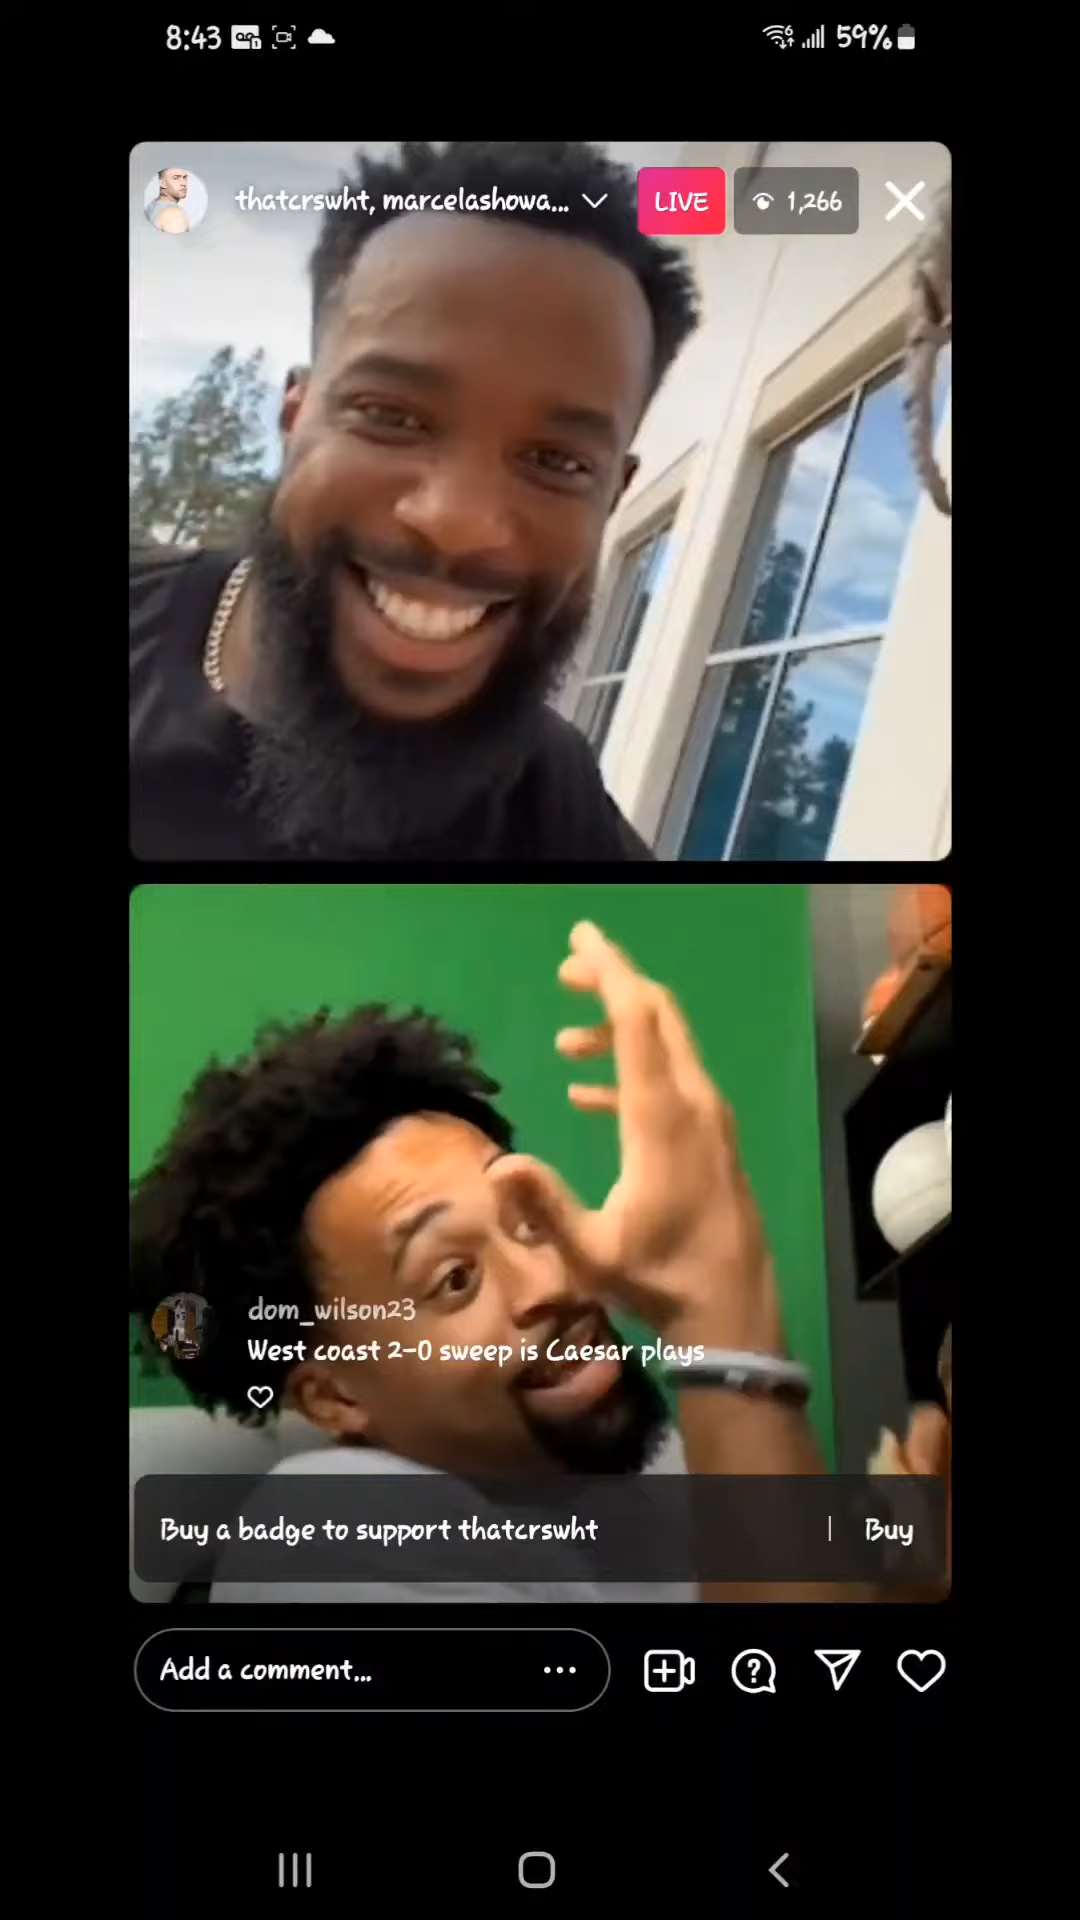 8:43
59%
thatcrswht, marcelashowa...
LIVE
1,266
dom_wilson23
West coast 2-0 sweep is Caesar plays
Buy a badge to support thatcrswht
Buy
Add a comment...